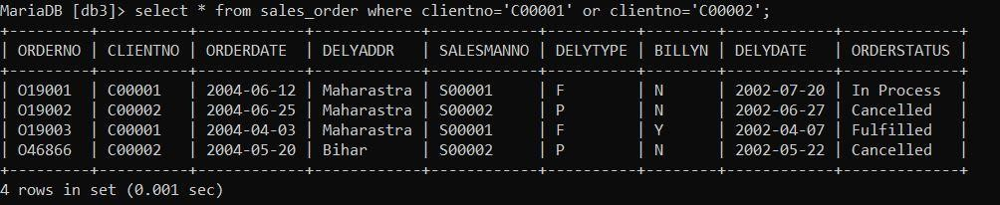 MariaDB [db3]> select * from sales_order where clientno='C00001' or clientno='C00002';
+---------+----------+------------+------------+------------+----------+--------+------------+-------------+
| ORDERNO | CLIENTNO | ORDERDATE  | DELYADDR   | SALESMANNO | DELYTYPE | BILLYN | DELYDATE   | ORDERSTATUS |
+---------+----------+------------+------------+------------+----------+--------+------------+-------------+
| O19001  | C00001   | 2004-06-12 | Maharastra | S00001     | F        | N      | 2002-07-20 | In Process  |
| O19002  | C00002   | 2004-06-25 | Maharastra | S00002     | P        | N      | 2002-06-27 | Cancelled   |
| O19003  | C00001   | 2004-04-03 | Maharastra | S00001     | F        | Y      | 2002-04-07 | Fulfilled   |
| O46866  | C00002   | 2004-05-20 | Bihar      | S00002     | P        | N      | 2002-05-22 | Cancelled   |
+---------+----------+------------+------------+------------+----------+--------+------------+-------------+
4 rows in set (0.001 sec)